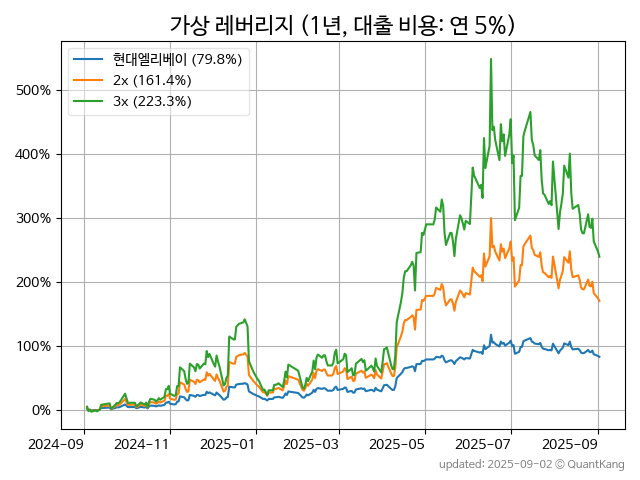 가상 레버리지 (1년, 대출 비용: 연 5%)
현대엘리베이 (79.8%)
2x (161.4%)
3x (223.3%)
500%
400%
300%
200%
100%
0%
2024-09 2024-11 2025-01 2025-03 2025-05 2025-07 2025-09
updated: 2025-09-02 © QuantKang